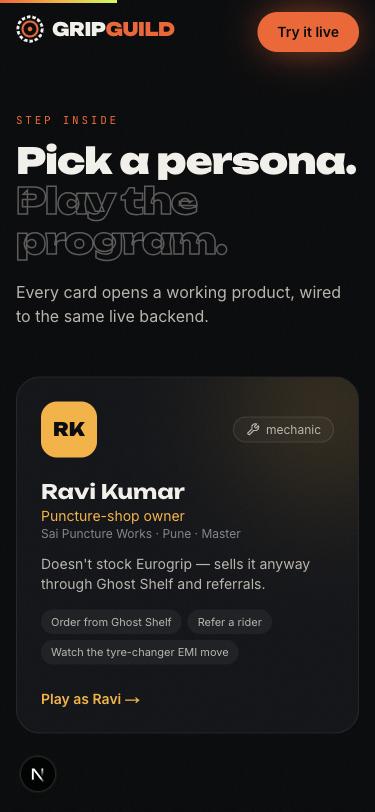 GRIPGUILD
Try it live
STEP INSIDE
Pick a persona.
Play the
program.
Every card opens a working product, wired
to the same live backend.
RK
mechanic
Ravi Kumar
Puncture-shop owner
Sai Puncture Works · Pune · Master
Doesn't stock Eurogrip — sells it anyway
through Ghost Shelf and referrals.
Order from Ghost Shelf
Refer a rider
Watch the tyre-changer EMI move
Play as Ravi →
N